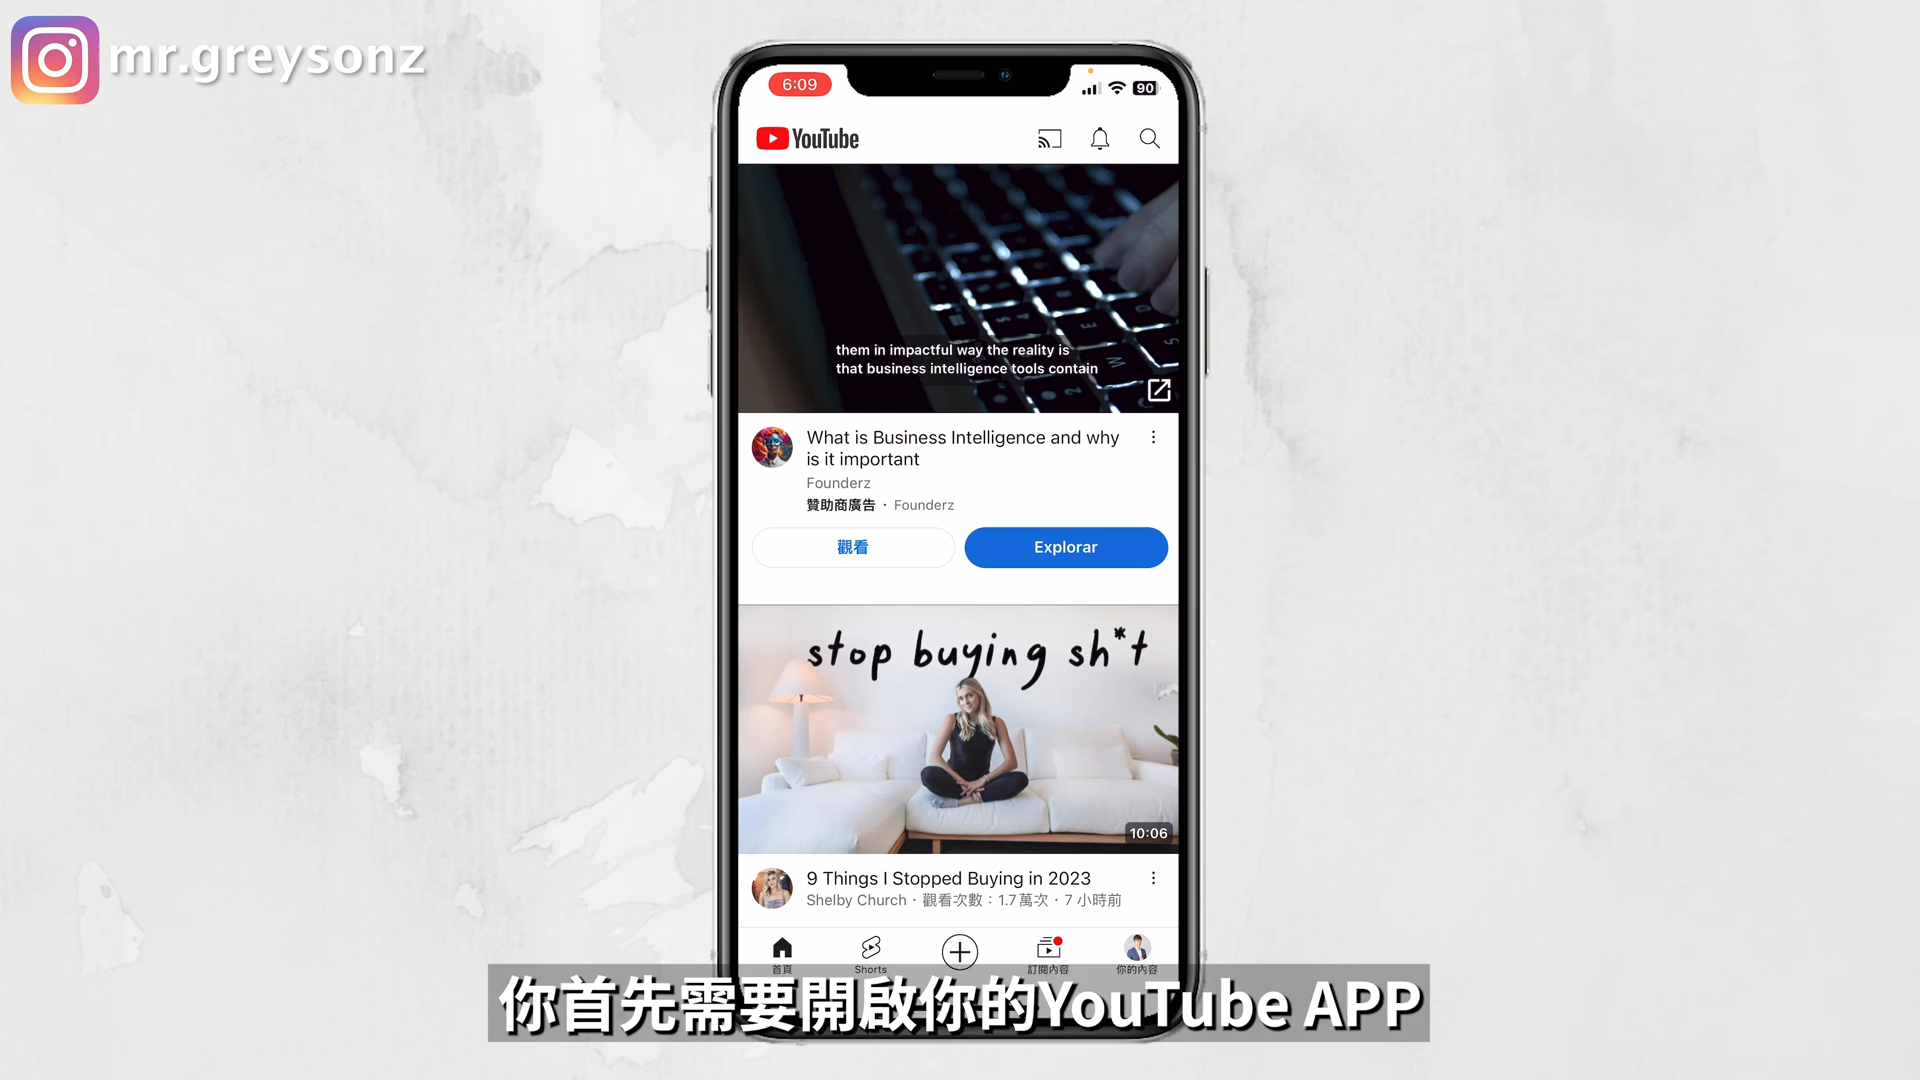 mr.greysonz
6:09
90
YouTube
them in impactful way the reality is
that business intelligence tools contain
What is Business Intelligence and why
is it important
Founderz
贊助商廣告 · Founderz
觀看
Explorar
stop buying sh*t
10:06
9 Things I Stopped Buying in 2023
Shelby Church · 觀看次數：1.7 萬次 · 7 小時前
首頁
Shorts
訂閱內容
你的內容
你首先需要開啟你的YouTube APP